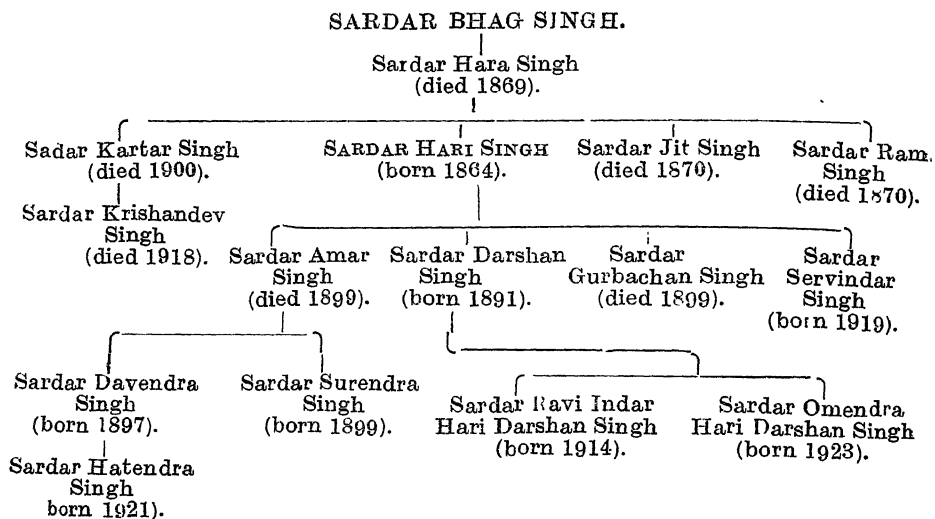 SARDAR BHAG SINGH.
Sardar Hara Singh
(died 1869).
Sadar Kartar Singh
(died 1900).
SARDAR HARI SINGH
(born 1864).
Sardar Jit Singh
(died 1870).
Sardar Ram.
Singh
(died 1870).
Sardar Krishandev
Singh
(died 1918).
Sardar Amar
Singh
(died 1899).
Sardar Darshan
Singh
(born 1891).
Sardar
Gurbachan Singh
(died 1899).
Sardar
Servindar
Singh
(born 1919).
Sardar Davendra
Singh
(born 1897).
Sardar Surendra
Singh
(born 1899).
Sardar Ravi Indar
Hari Darshan Singh
(born 1914).
Sardar Omendra
Hari Darshan Singh
(born 1923).
Sardar Hatendra
Singh
born 1921).